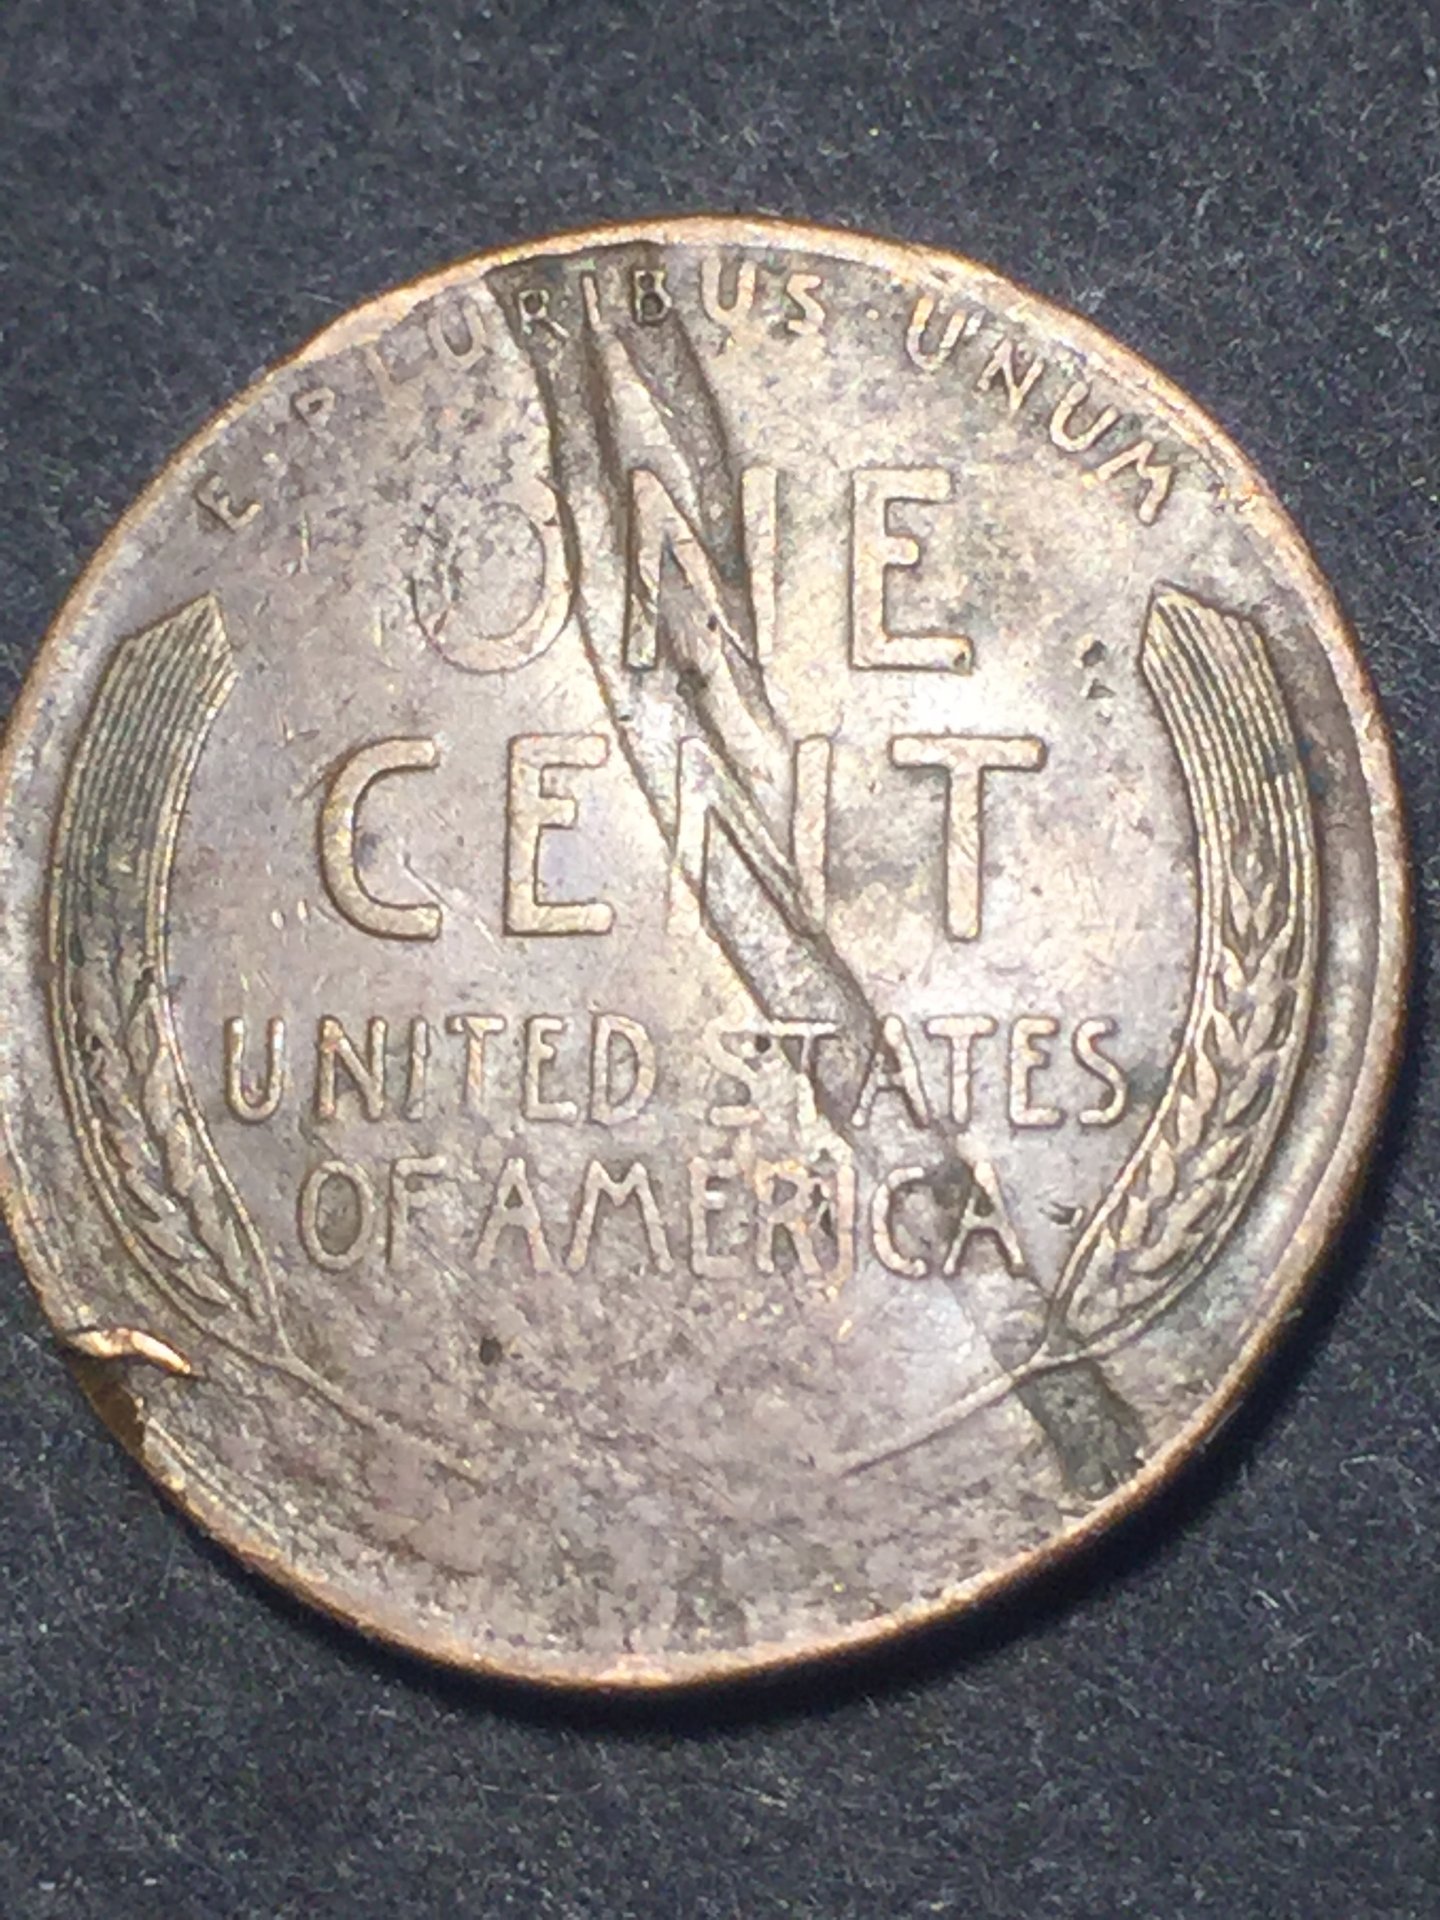 E PLURIBUS · UNUM
ONE
CENT
UNITED STATES
OF AMERICA